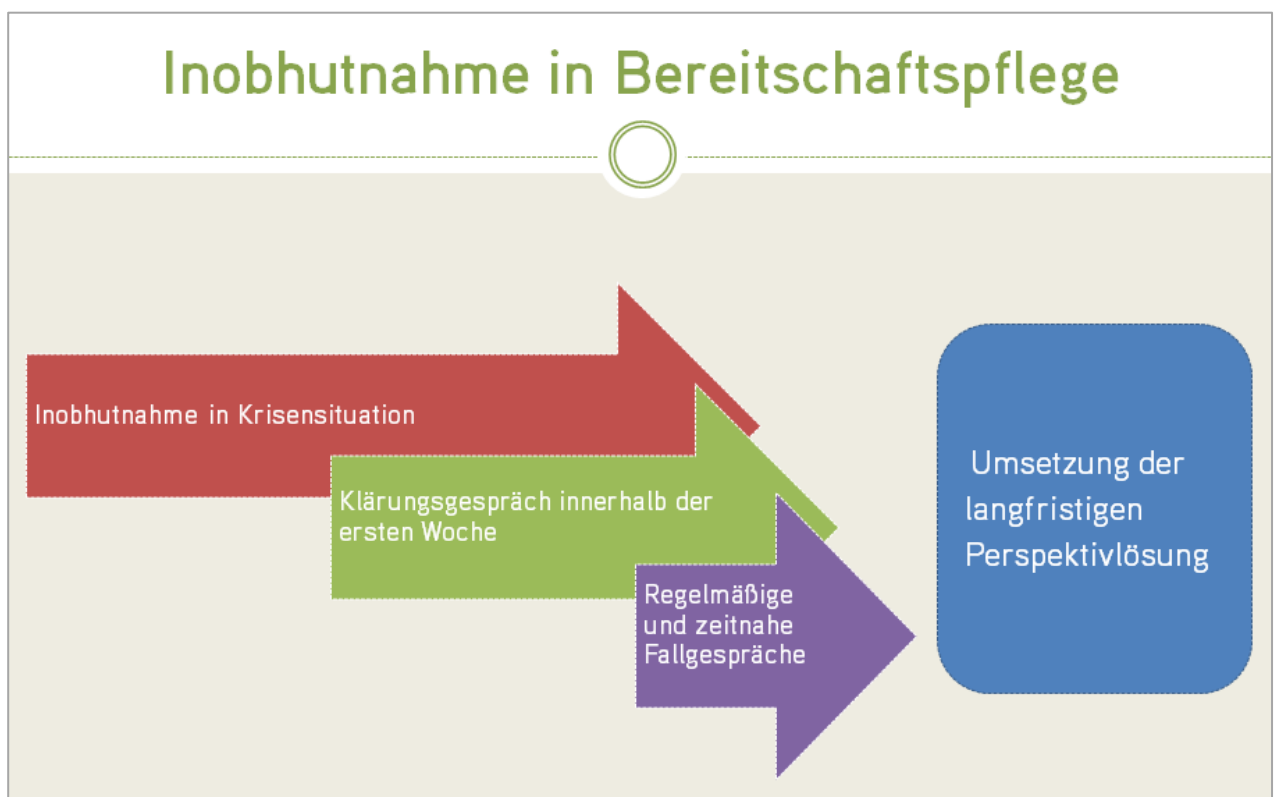 Inobhutnahme in Bereitschaftspflege
Inobhutnahme in Krisensituation
Klärungsgespräch innerhalb der
ersten Woche
Regelmäßige
und zeitnahe
Fallgespräche
Umsetzung der
langfristigen
Perspektivlösung